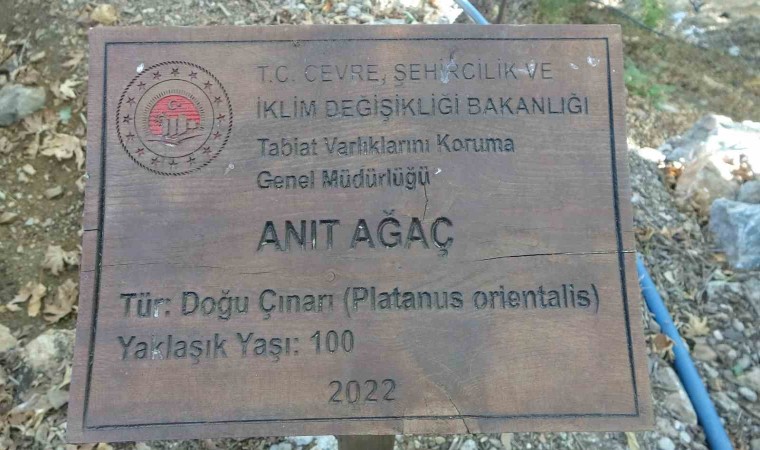 T.C. ÇEVRE, ŞEHİRCİLİK VE
İKLİM DEĞİŞİKLİĞİ BAKANLIĞI
Tabiat Varlıklarını Koruma
Genel Müdürlüğü
ANIT AĞAÇ
Tür: Doğu Çınarı (Platanus orientalis)
Yaklaşık Yaşı: 100
2022